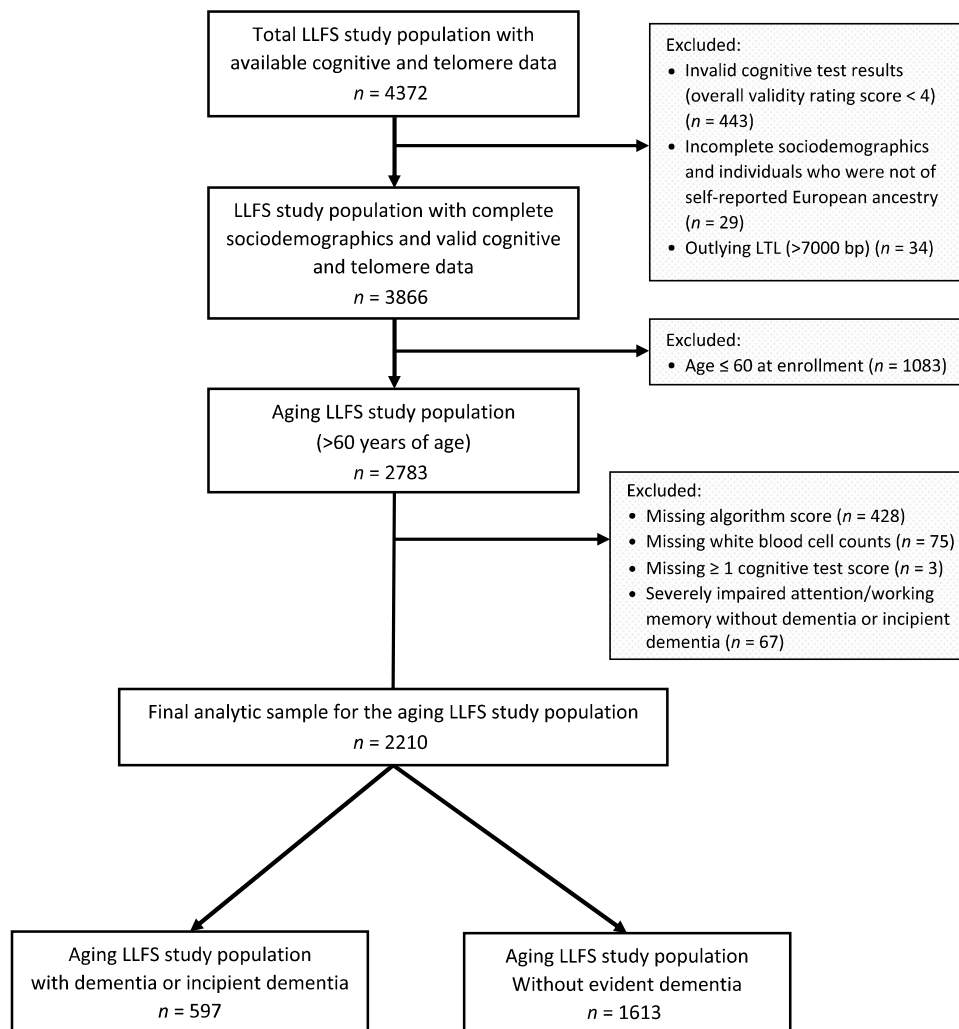 Total LLFS study population with
available cognitive and telomere data
n = 4372
Excluded:
• Invalid cognitive test results
(overall validity rating score < 4)
(n = 443)
• Incomplete sociodemographics
and individuals who were not of
self-reported European ancestry
(n = 29)
• Outlying LTL (>7000 bp) (n = 34)
LLFS study population with complete
sociodemographics and valid cognitive
and telomere data
n = 3866
Excluded:
• Age ≤ 60 at enrollment (n = 1083)
Aging LLFS study population
(>60 years of age)
n = 2783
Excluded:
• Missing algorithm score (n = 428)
• Missing white blood cell counts (n = 75)
• Missing ≥ 1 cognitive test score (n = 3)
• Severely impaired attention/working
memory without dementia or incipient
dementia (n = 67)
Final analytic sample for the aging LLFS study population
n = 2210
Aging LLFS study population
with dementia or incipient dementia
n = 597
Aging LLFS study population
Without evident dementia
n = 1613